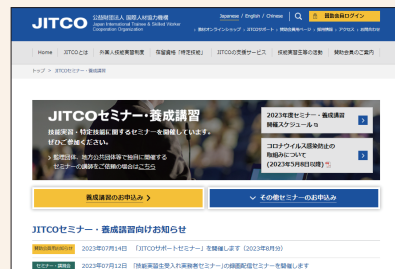 JITCO
公益財団法人 国際人材協力機構
Japan International Trainee & Skilled Worker
Cooperation Organization
Japanese / English / Chinese
賛助会員ログイン
Home
JITCOとは
外国人技能実習制度
在留資格「特定技能」
JITCOの支援サービス
技能実習生等の活動
賛助会員のご案内
トップ > JITCOセミナー・養成講習
JITCOセミナー・養成講習
技能実習・特定技能に関するセミナーを開催しています。
ぜひご参加ください。
> 監理団体、地方公共団体等で独自に開催する
セミナーの講師をご依頼の場合はこちら
2023年度セミナー・養成講習
開催スケジュール
コロナウイルス感染防止の
取組みについて
(2023年5月8日以降)
養成講習のお申込み
その他セミナーのお申込み
JITCOセミナー・養成講習向けお知らせ
2023年07月14日 「JITCOサポートセミナー」を開催します（2023年8月分）
セミナー・講習会 2023年07月12日 「技能実習生受入れ実務者セミナー」の録画配信セミナーを開催します